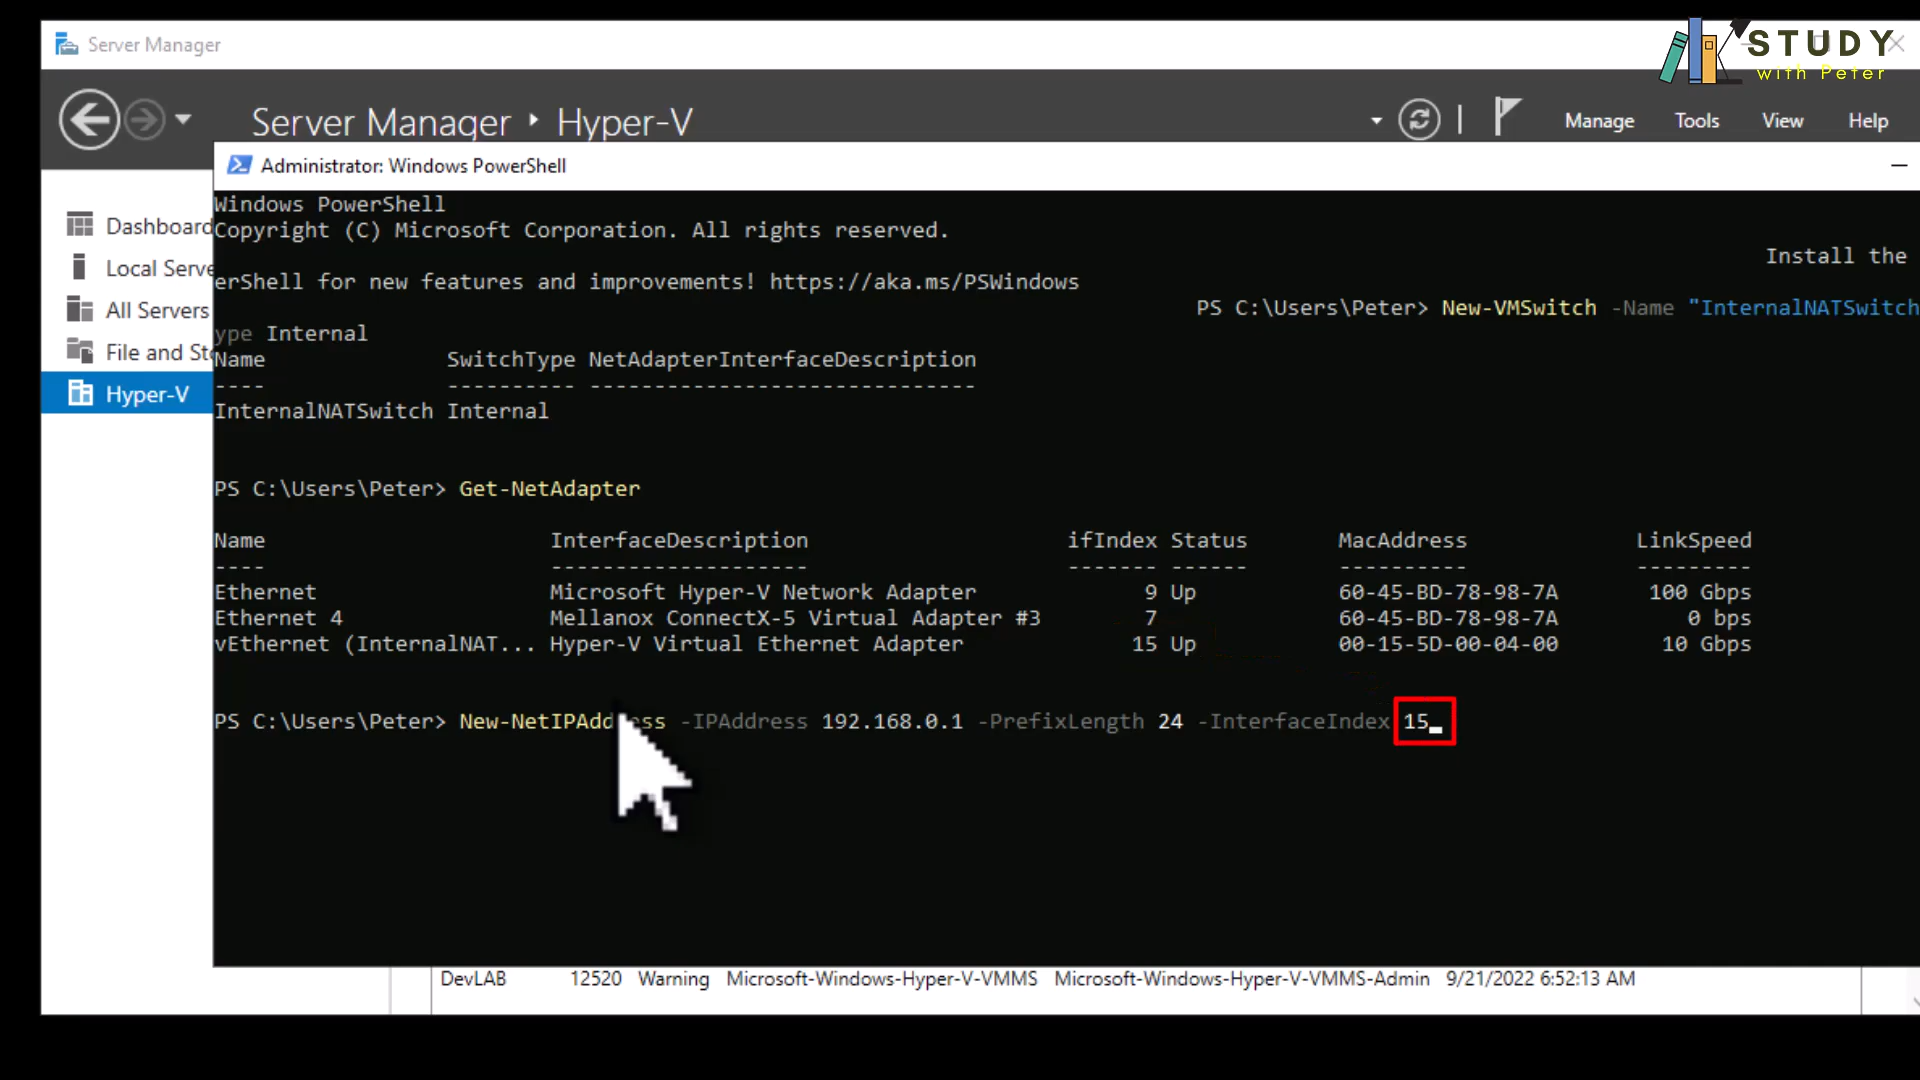 Server Manager
STUDY
with Peter
Server Manager ‣ Hyper-V
Manage Tools View Help
Administrator: Windows PowerShell
Dashboard
Local Serve
All Servers
File and Sto
Hyper-V
Windows PowerShell
Copyright (C) Microsoft Corporation. All rights reserved.
Install the
erShell for new features and improvements! https://aka.ms/PSWindows
PS C:\Users\Peter> New-VMSwitch -Name "InternalNATSwitch
ype Internal
Name SwitchType NetAdapterInterfaceDescription
---- ---------- ------------------------------
InternalNATSwitch Internal
PS C:\Users\Peter> Get-NetAdapter
Name InterfaceDescription ifIndex Status MacAddress LinkSpeed
---- -------------------- ------- ------ ---------- ---------
Ethernet Microsoft Hyper-V Network Adapter 9 Up 60-45-BD-78-98-7A 100 Gbps
Ethernet 4 Mellanox ConnectX-5 Virtual Adapter #3 7 60-45-BD-78-98-7A 0 bps
vEthernet (InternalNAT... Hyper-V Virtual Ethernet Adapter 15 Up 00-15-5D-00-04-00 10 Gbps
PS C:\Users\Peter> New-NetIPAddress -IPAddress 192.168.0.1 -PrefixLength 24 -InterfaceIndex 15
DevLAB 12520 Warning Microsoft-Windows-Hyper-V-VMMS Microsoft-Windows-Hyper-V-VMMS-Admin 9/21/2022 6:52:13 AM